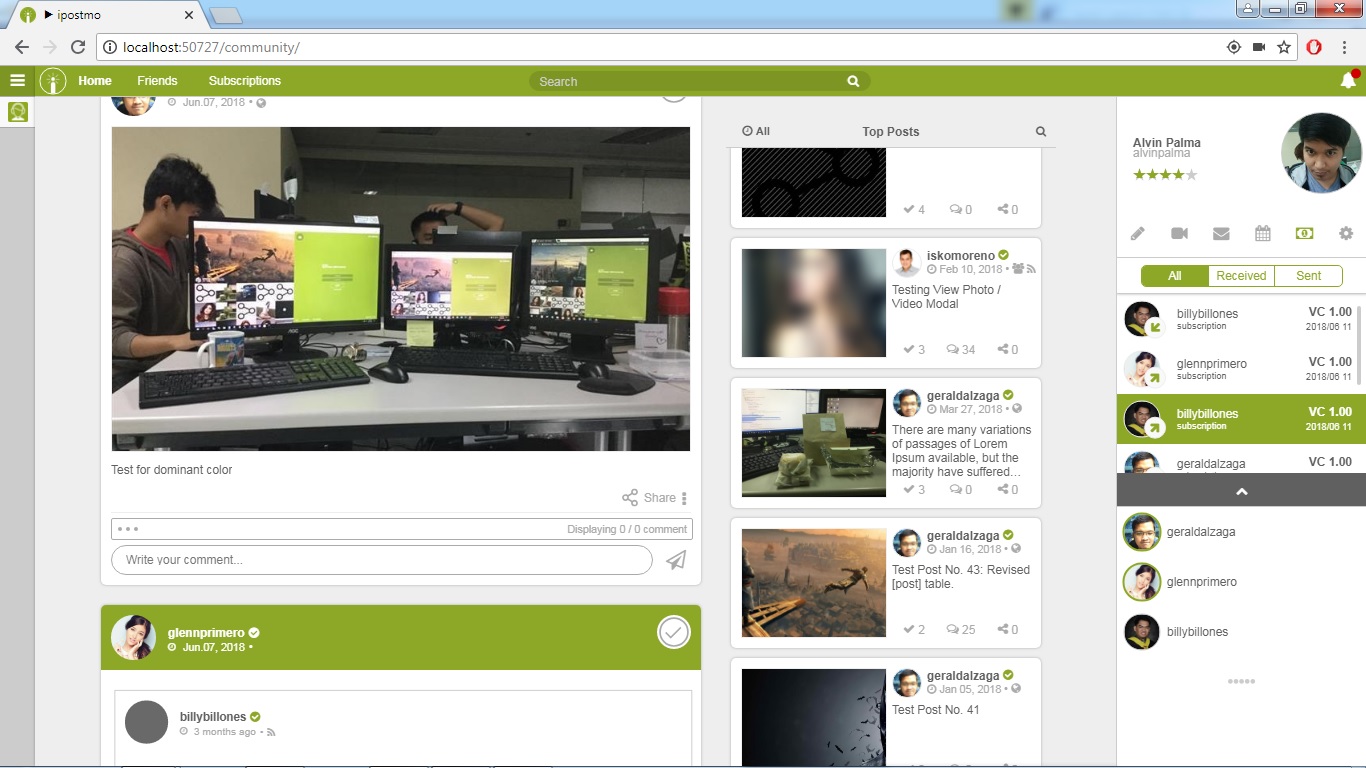 ipostmo
localhost:50727/community/
Home
Friends
Subscriptions
Search
Jun.07, 2018 •
Test for dominant color
Share
Displaying 0 / 0 comment
Write your comment...
glennprimero
Jun.07, 2018 •
billybillones
3 months ago •
All
Top Posts
4 0 0
iskomoreno
Feb 10, 2018 •
Testing View Photo /
Video Modal
3 34 0
geraldalzaga
Mar 27, 2018 •
There are many variations
of passages of Lorem
Ipsum available, but the
majority have suffered...
3 0 0
geraldalzaga
Jan 16, 2018 •
Test Post No. 43: Revised
[post] table.
2 25 0
geraldalzaga
Jan 05, 2018 •
Test Post No. 41
Alvin Palma
alvinpalma
All
Received
Sent
billybillones VC 1.00
subscription 2018/06 11
glennprimero VC 1.00
subscription 2018/06 11
billybillones VC 1.00
subscription 2018/06 11
geraldalzaga VC 1.00
geraldalzaga
glennprimero
billybillones